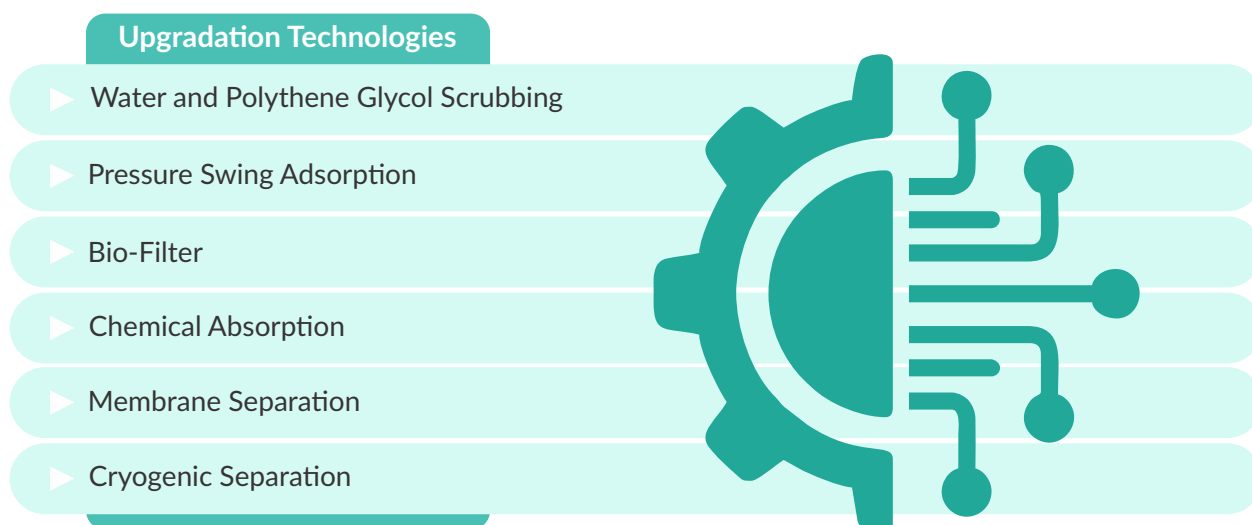 Upgradation Technologies
Water and Polythene Glycol Scrubbing
Pressure Swing Adsorption
Bio-Filter
Chemical Absorption
Membrane Separation
Cryogenic Separation